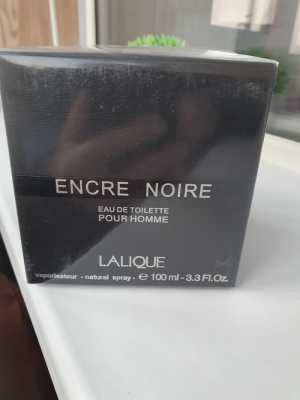 ENCRE NOIRE
EAU DE TOILETTE
POUR HOMME
LALIQUE
vaporisateur - natural spray - ℮ 100 ml - 3.3 Fl.Oz.